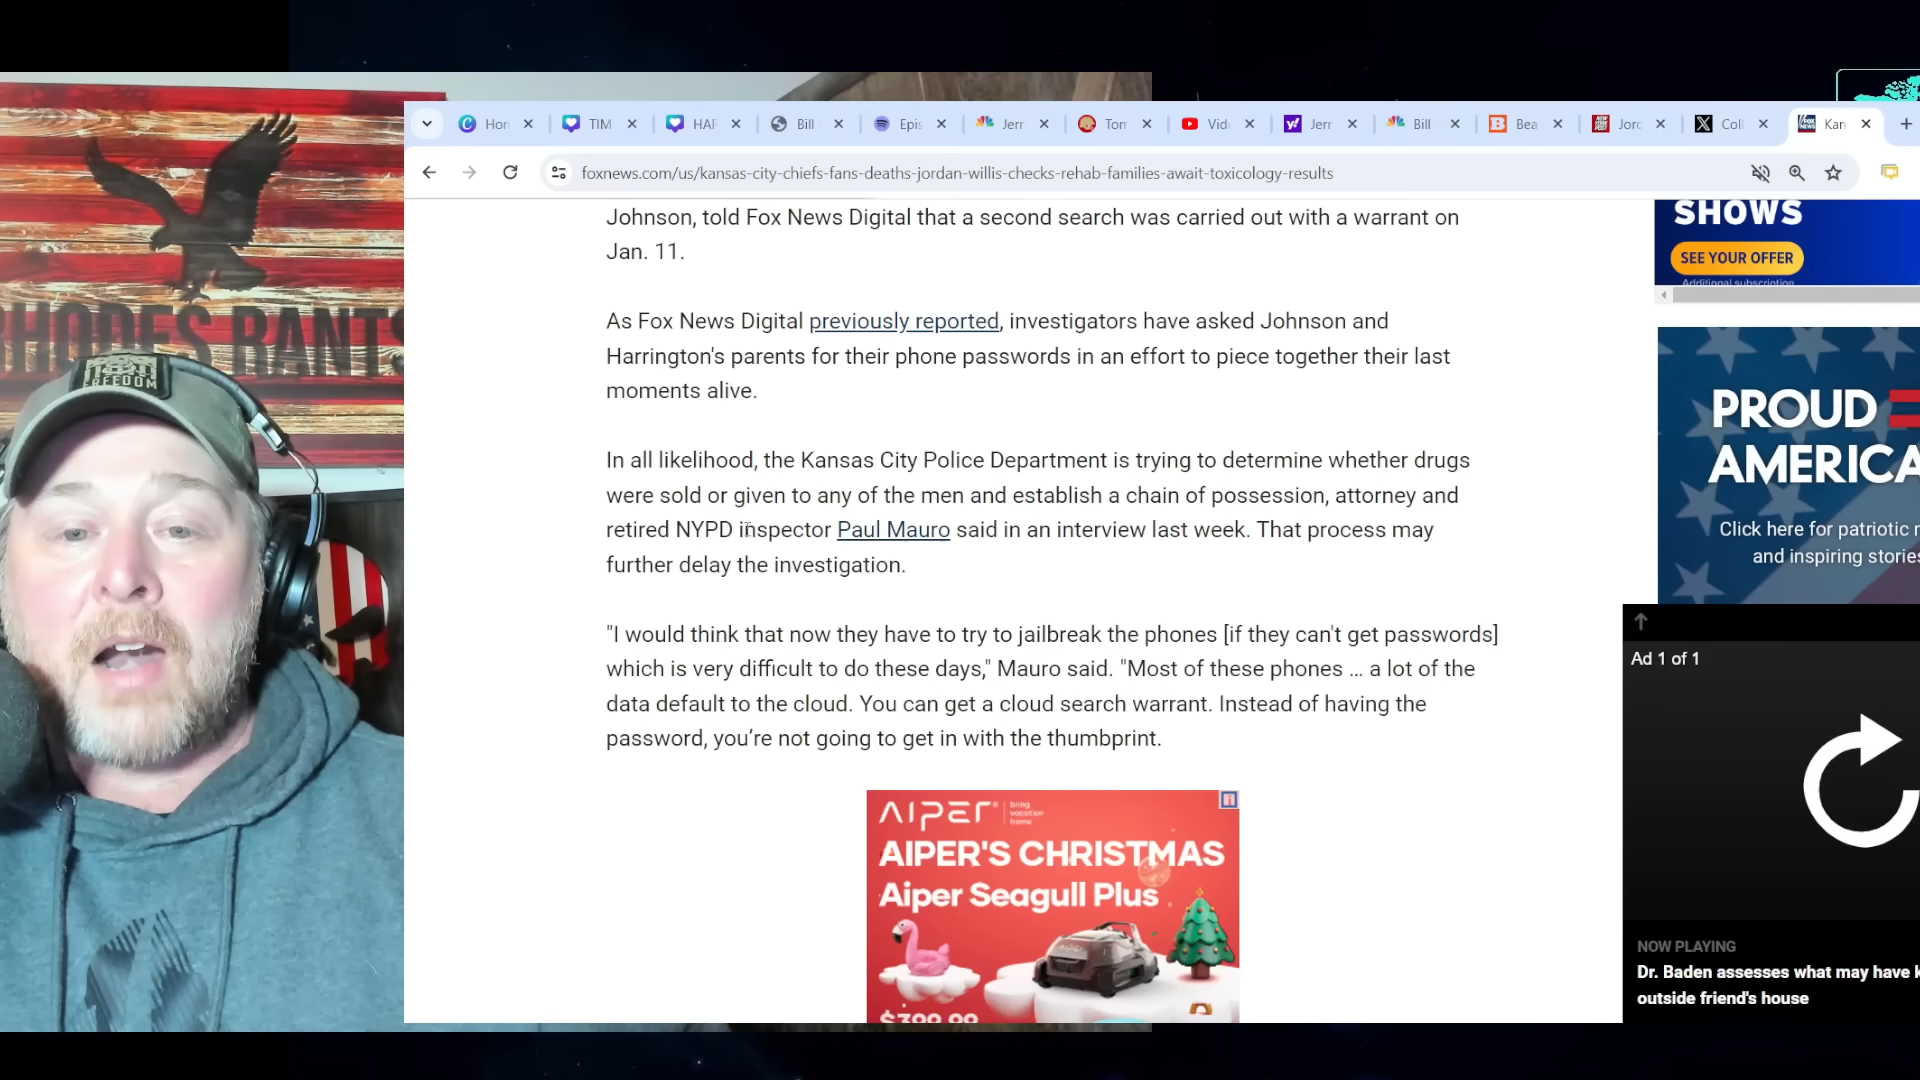 Hor
TIM
HAF
Bill
Epis
Jerr
Tom
Vid
Jerr
Bill
Bea
Jord
Coll
Kan
foxnews.com/us/kansas-city-chiefs-fans-deaths-jordan-willis-checks-rehab-families-await-toxicology-results
RHODES RANTS
FREEDOM
Johnson, told Fox News Digital that a second search was carried out with a warrant on
Jan. 11.
As Fox News Digital previously reported, investigators have asked Johnson and
Harrington's parents for their phone passwords in an effort to piece together their last
moments alive.
In all likelihood, the Kansas City Police Department is trying to determine whether drugs
were sold or given to any of the men and establish a chain of possession, attorney and
retired NYPD inspector Paul Mauro said in an interview last week. That process may
further delay the investigation.
"I would think that now they have to try to jailbreak the phones [if they can't get passwords]
which is very difficult to do these days," Mauro said. "Most of these phones ... a lot of the
data default to the cloud. You can get a cloud search warrant. Instead of having the
password, you’re not going to get in with the thumbprint.
AIPER
bring
vacation
home
AIPER'S CHRISTMAS
Aiper Seagull Plus
$399.99
SHOWS
SEE YOUR OFFER
Additional subscription
PROUD
AMERICA
Click here for patriotic
and inspiring stories
Ad 1 of 1
NOW PLAYING
Dr. Baden assesses what may have k
outside friend's house